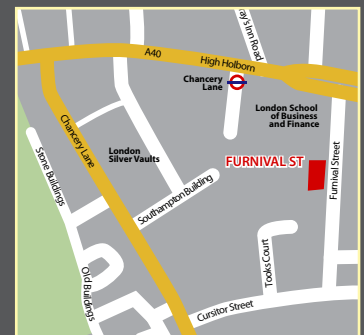 ay's Inn Road
A40
High Holborn
Chancery
Lane
London School
of Business
and Finance
Chancery Lane
London
Silver Vaults
FURNIVAL ST
Furnival Street
Stone Buildings
Southampton Building
Tooks Court
Old Buildings
Cursitor Street